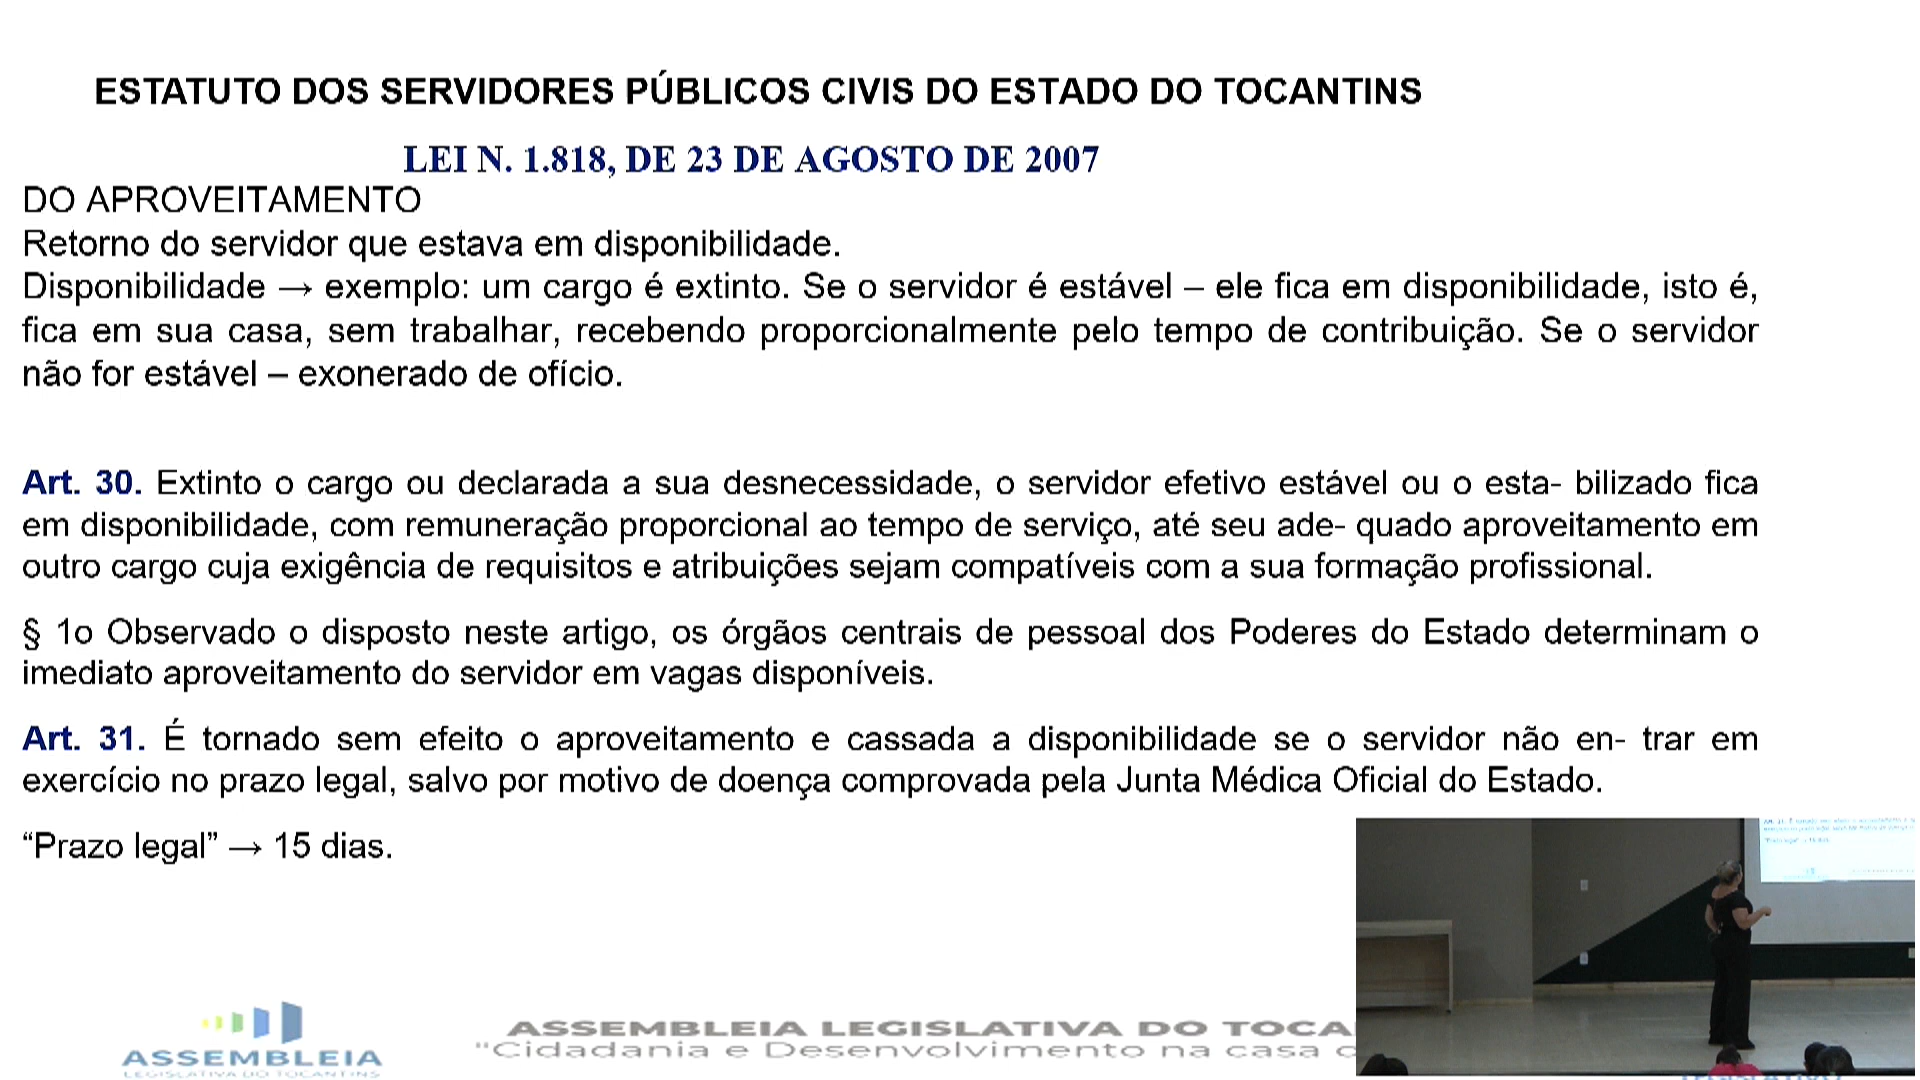 ESTATUTO DOS SERVIDORES PÚBLICOS CIVIS DO ESTADO DO TOCANTINS
LEI N. 1.818, DE 23 DE AGOSTO DE 2007
DO APROVEITAMENTO
Retorno do servidor que estava em disponibilidade.
Disponibilidade → exemplo: um cargo é extinto. Se o servidor é estável – ele fica em disponibilidade, isto é,
fica em sua casa, sem trabalhar, recebendo proporcionalmente pelo tempo de contribuição. Se o servidor
não for estável – exonerado de ofício.
Art. 30. Extinto o cargo ou declarada a sua desnecessidade, o servidor efetivo estável ou o esta- bilizado fica
em disponibilidade, com remuneração proporcional ao tempo de serviço, até seu ade- quado aproveitamento em
outro cargo cuja exigência de requisitos e atribuições sejam compatíveis com a sua formação profissional.
§ 1o Observado o disposto neste artigo, os órgãos centrais de pessoal dos Poderes do Estado determinam o
imediato aproveitamento do servidor em vagas disponíveis.
Art. 31. É tornado sem efeito o aproveitamento e cassada a disponibilidade se o servidor não en- trar em
exercício no prazo legal, salvo por motivo de doença comprovada pela Junta Médica Oficial do Estado.
“Prazo legal” → 15 dias.
ASSEMBLEIA LEGISLATIVA DO TOCA
"Cidadania e Desenvolvimento na casa
ASSEMBLEIA
LEGISLATIVA DO TOCANTINS